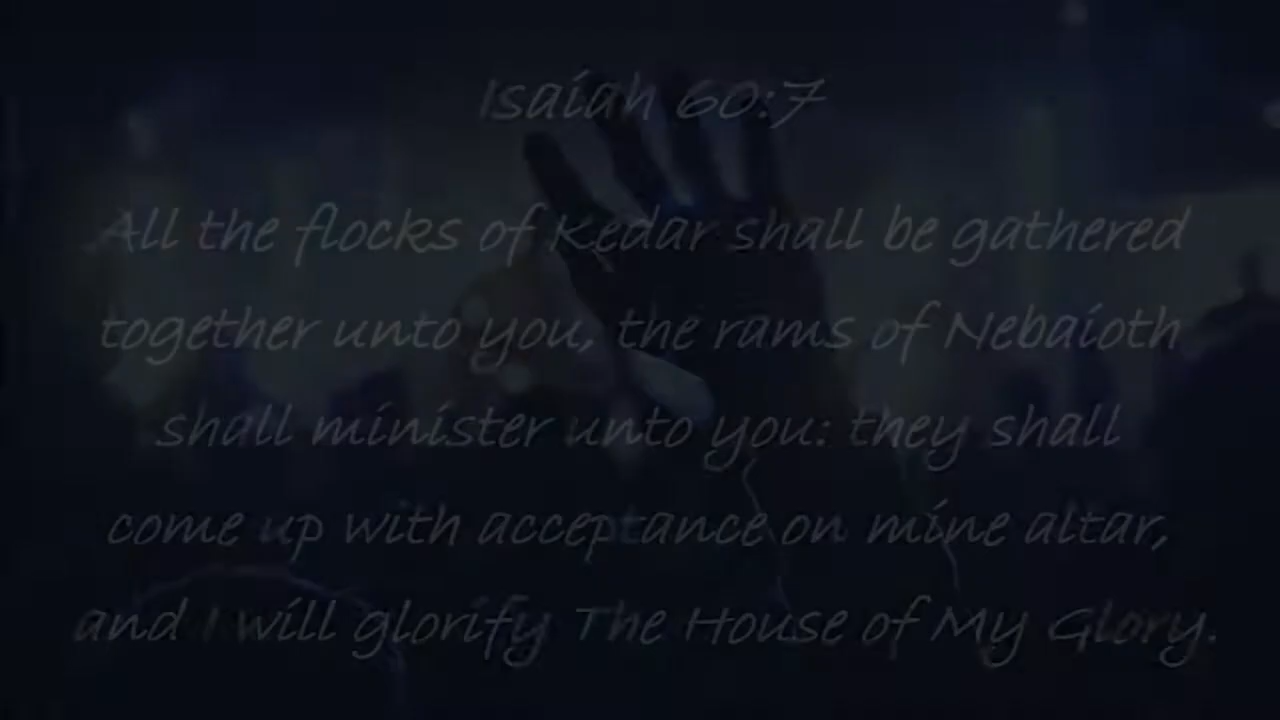 Isaiah 60:7
All the flocks of Kedar shall be gathered
together unto you, the rams of Nebaioth
shall minister unto you: they shall
come up with acceptance on mine altar,
and I will glorify The House of My Glory.